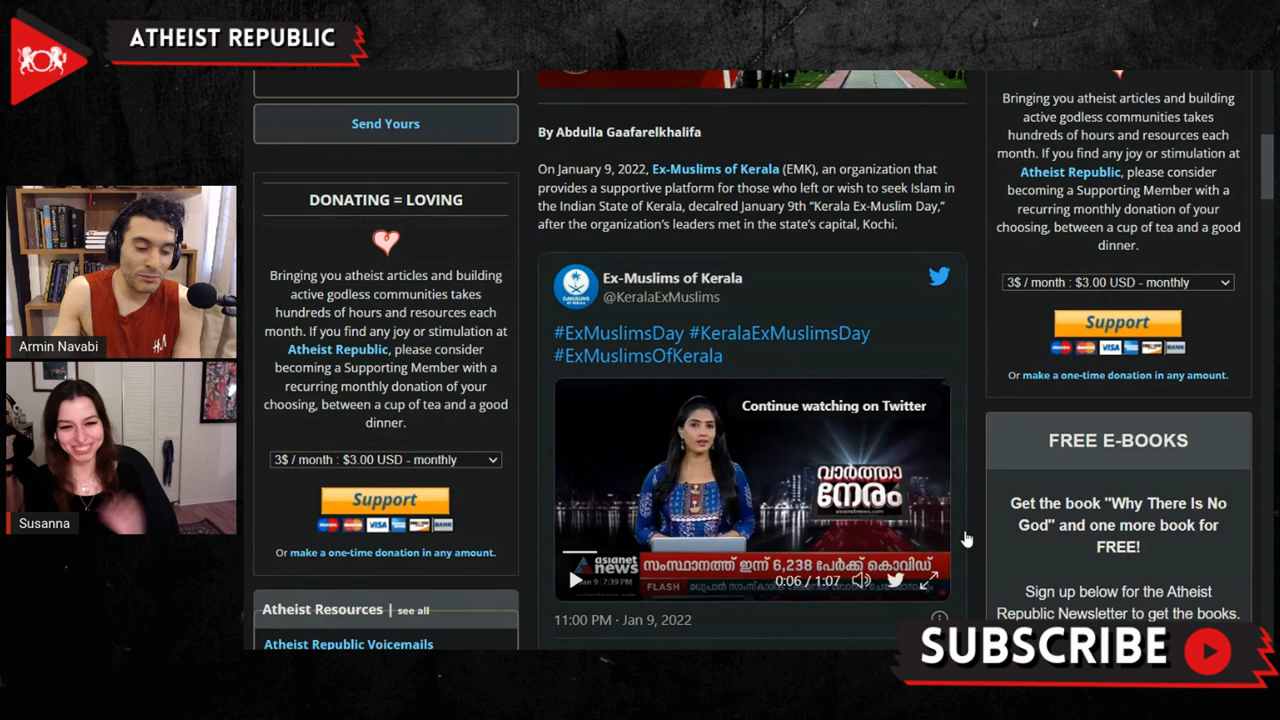 ATHEIST REPUBLIC
Send Yours
DONATING = LOVING
Bringing you atheist articles and building
active godless communities takes
hundreds of hours and resources each
month. If you find any joy or stimulation at
Atheist Republic, please consider
becoming a Supporting Member with a
recurring monthly donation of your
choosing, between a cup of tea and a good
dinner.
3$ / month : $3.00 USD - monthly
Support
VISA
BANK
Or make a one-time donation in any amount.
Atheist Resources | see all
Atheist Republic Voicemails
By Abdulla Gaafarelkhalifa
On January 9, 2022, Ex-Muslims of Kerala (EMK), an organization that
provides a supportive platform for those who left or wish to seek Islam in
the Indian State of Kerala, decalred January 9th “Kerala Ex-Muslim Day,”
after the organization’s leaders met in the state’s capital, Kochi.
Ex-Muslims of Kerala
@KeralaExMuslims
#ExMuslimsDay #KeralaExMuslimsDay
#ExMuslimsOfKerala
Continue watching on Twitter
വാർത്താ
നേരം
asianetnews.com
asianet
news
സംസ്ഥാനത്ത് ഇന്ന് 6,238 പേർക്ക് കൊവിഡ്
Jan 9 | 7:39 PM
FLASH
0:06 / 1:07
11:00 PM · Jan 9, 2022
Bringing you atheist articles and building
active godless communities takes
hundreds of hours and resources each
month. If you find any joy or stimulation at
Atheist Republic, please consider
becoming a Supporting Member with a
recurring monthly donation of your
choosing, between a cup of tea and a good
dinner.
3$ / month : $3.00 USD - monthly
Support
VISA
BANK
Or make a one-time donation in any amount.
FREE E-BOOKS
Get the book "Why There Is No
God" and one more book for
FREE!
Sign up below for the Atheist
Republic Newsletter to get the books.
Armin Navabi
Susanna
SUBSCRIBE